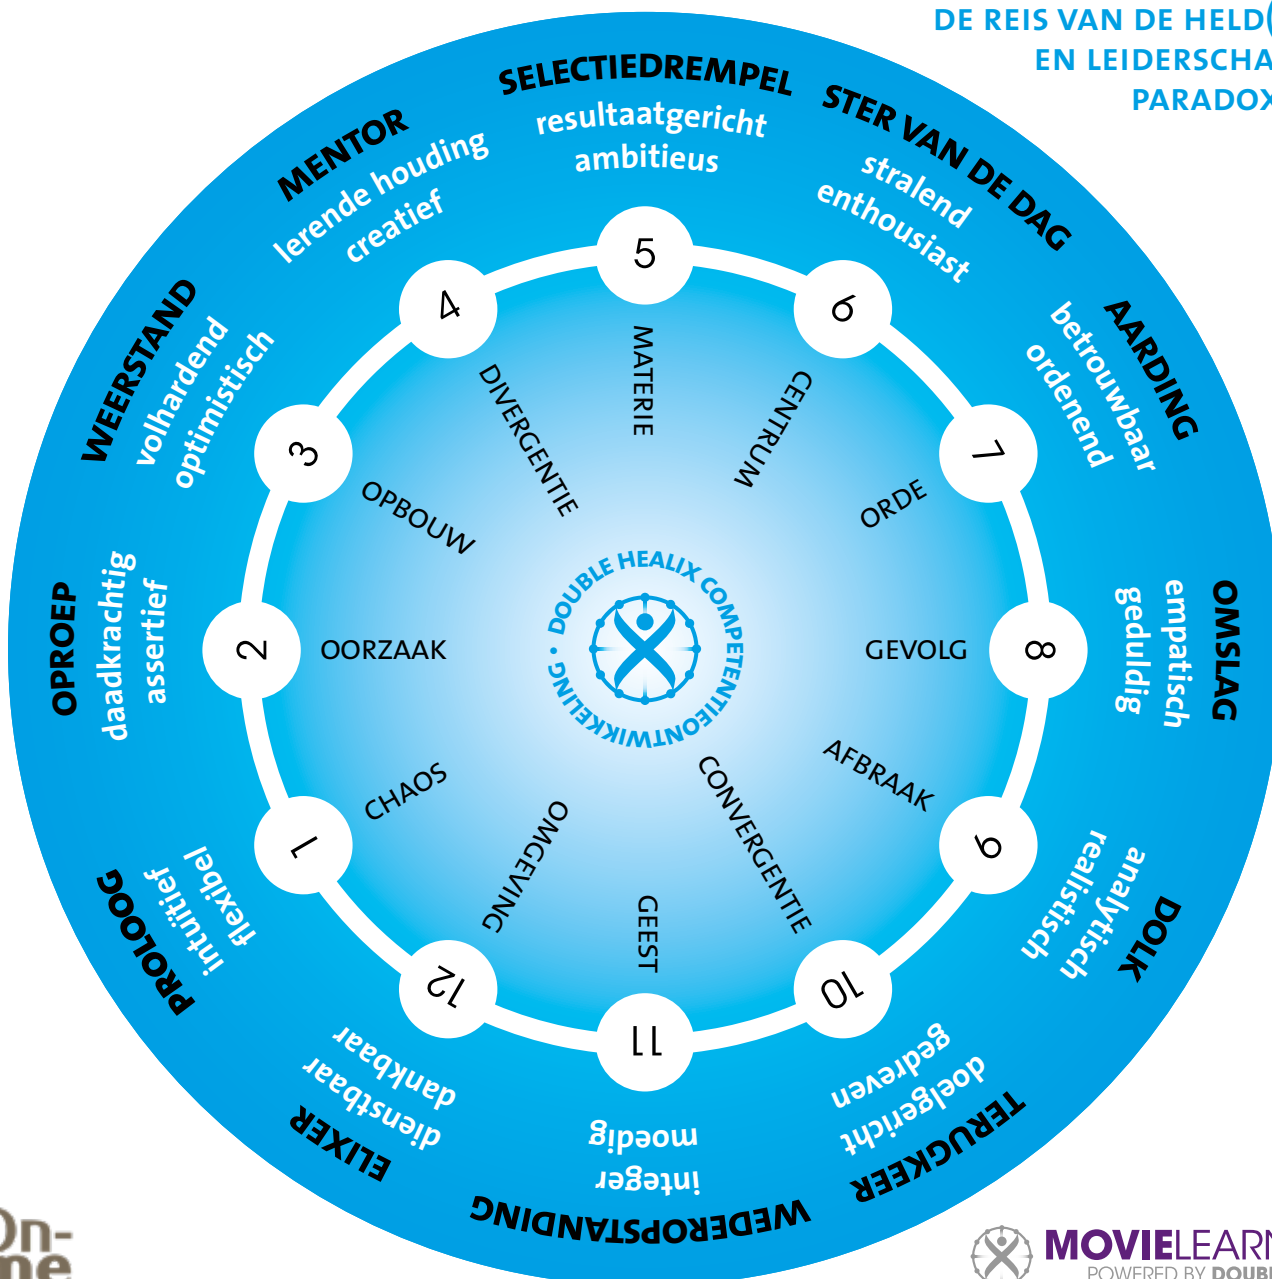 DE REIS VAN DE HELD(
EN LEIDERSCHA
PARADOX
SELECTIEDREMPEL
resultaatgericht
ambitieus
5
MATERIE
STER VAN DE DAG
stralend
enthousiast
6
CENTRUM
AARDING
betrouwbaar
ordenend
7
ORDE
OMSLAG
empatisch
geduldig
8
GEVOLG
DOLK
analytisch
realistisch
9
AFBRAAK
TERUGKEER
doelgericht
gedreven
10
CONVERGENTIE
WEDEROPSTANDING
integer
moedig
11
GEEST
ELIXER
dienstbaar
dankbaar
12
OMGEVING
PROLOOG
intuïtief
flexibel
1
CHAOS
OPROEP
daadkrachtig
assertief
2
OORZAAK
WEERSTAND
volhardend
optimistisch
3
OPBOUW
MENTOR
lerende houding
creatief
4
DIVERGENTIE
DOUBLE HEALIX COMPETENTIEONTWIKKELING •
On-
me
MOVIELEARN
POWERED BY DOUBL